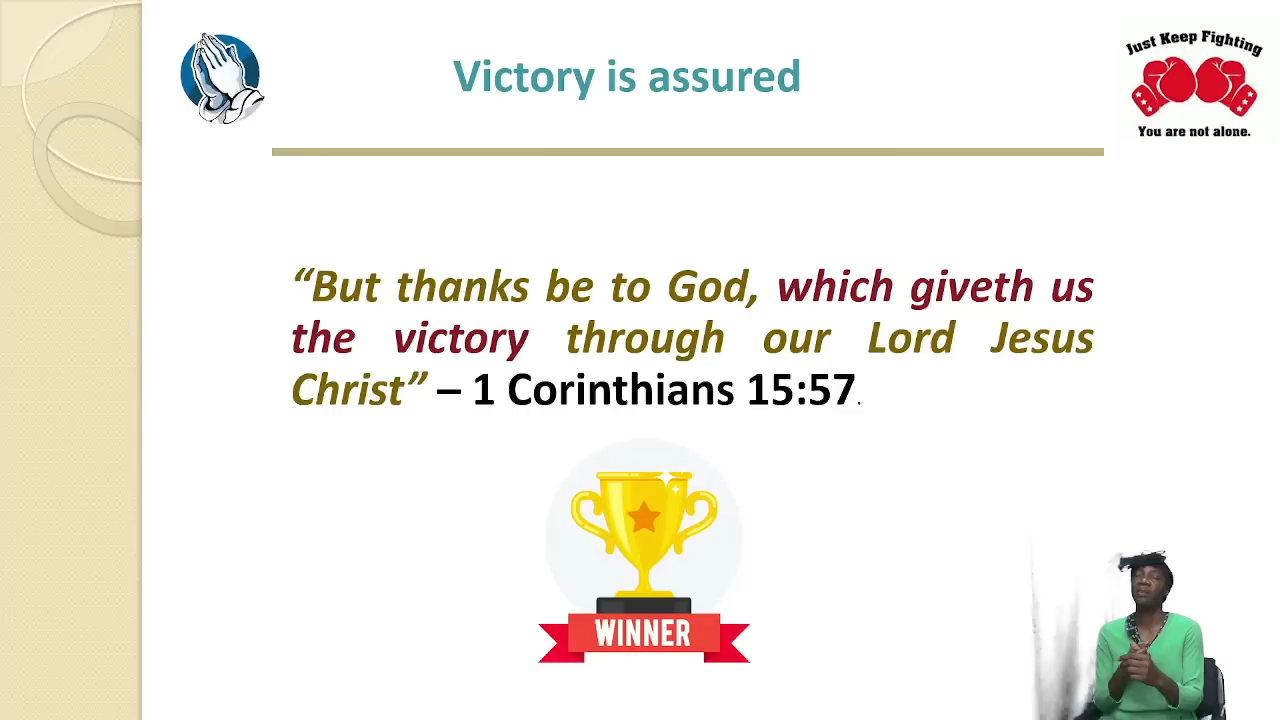 Victory is assured
Just Keep Fighting
You are not alone.
“But thanks be to God, which giveth us
the victory through our Lord Jesus
Christ” – 1 Corinthians 15:57.
WINNER